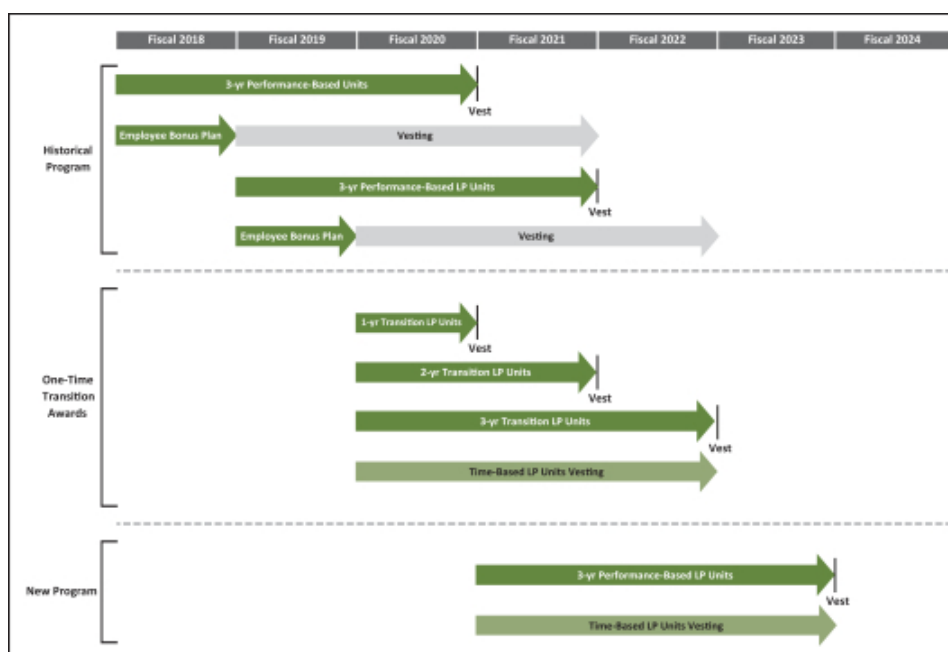 Fiscal 2018 Fiscal 2019 Fiscal 2020 Fiscal 2021 Fiscal 2022 Fiscal 2023 Fiscal 2024
3-yr Performance-Based Units
Vest
Employee Bonus Plan Vesting
Historical
Program
3-yr Performance-Based LP Units
Vest
Employee Bonus Plan Vesting
1-yr Transition LP Units
Vest
2-yr Transition LP Units
One-Time
Transition
Awards
Vest
3-yr Transition LP Units
Vest
Time-Based LP Units Vesting
3-yr Performance-Based LP Units
New Program
Vest
Time-Based LP Units Vesting